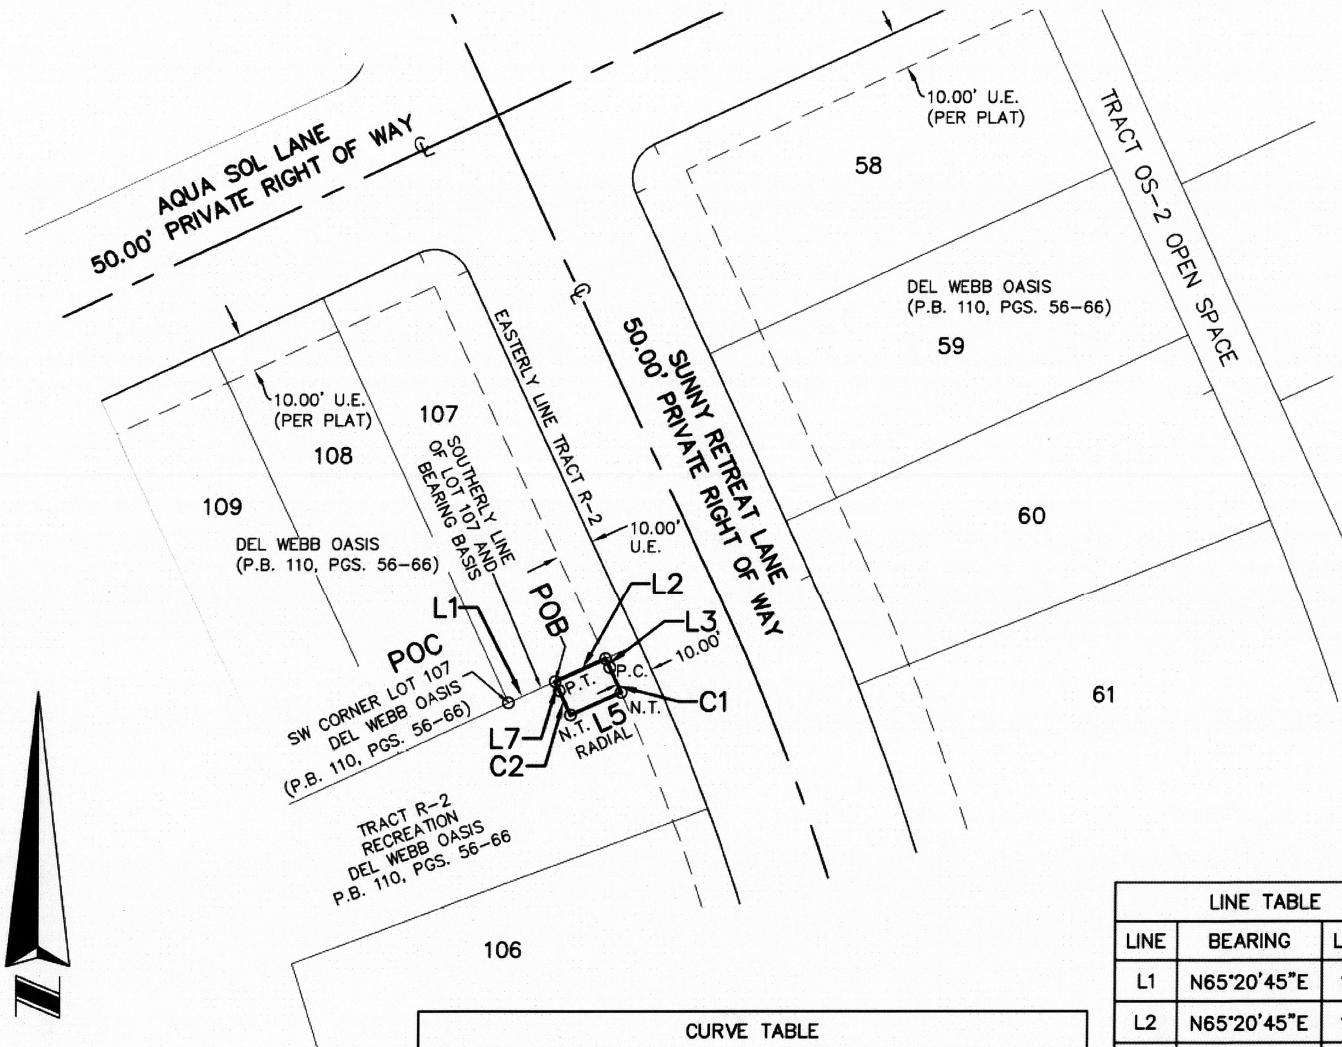 AQUA SOL LANE
50.00' PRIVATE RIGHT OF WAY
℄
10.00' U.E.
(PER PLAT)
58
TRACT OS-2 OPEN SPACE
DEL WEBB OASIS
(P.B. 110, PGS. 56-66)
59
60
61
℄
SUNNY RETREAT LANE
50.00' PRIVATE RIGHT OF WAY
EASTERLY LINE TRACT R-2
10.00' U.E.
(PER PLAT)
107
108
109
SOUTHERLY LINE
OF LOT 107 AND
BEARING BASIS
DEL WEBB OASIS
(P.B. 110, PGS. 56-66)
10.00'
U.E.
L1
POB
L2
L3
10.00'
POC
SW CORNER LOT 107
DEL WEBB OASIS
(P.B. 110, PGS. 56-66)
P.T.
P.C.
N.T.
C1
L7
C2
N.T.
L5
RADIAL
TRACT R-2
RECREATION
DEL WEBB OASIS
P.B. 110, PGS. 56-66
106
N
CURVE TABLE
LINE TABLE
LINE BEARING
L1 N65°20'45"E
L2 N65°20'45"E